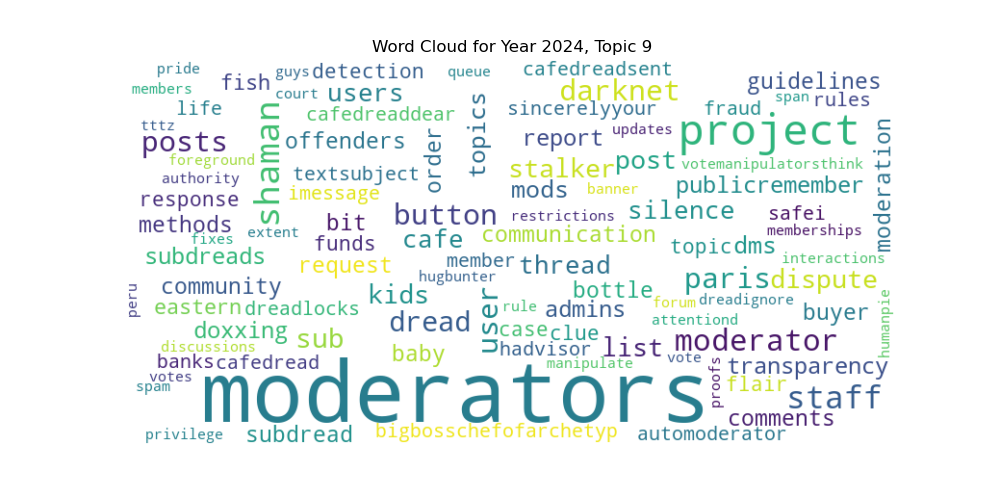 Word Cloud for Year 2024, Topic 9
pride
members
fish
guys
detection
court
users
queue
cafedreadsent
darknet
guidelines
span
rules
life
cafedreaddear
topics
sincerelyyour
fraud
tttz
posts
shaman
offenders
order
report
updates
project
foreground
authority
textsubject
stalker
post
votemanipulatorsthink
moderation
imessage
mods
banner
publicremember
response
methods
bit
button
restrictions
silence
safei
memberships
fixes
extent
funds
cafe
communication
topic
dms
subdreads
request
member
thread
interactions
hugbunter
community
kids
bottle
paris
dispute
peru
eastern
dreadlocks
user
rule
admins
forum
dreadignore
buyer
humanpie
doxxing
sub
dread
case
clue
attentiond
discussions
baby
hadvisor
list
moderator
banks
cafedread
manipulate
vote
proofs
transparency
votes
spam
moderators
flair
staff
comments
privilege
subdread
bigbosschefofarchetyp
automoderator